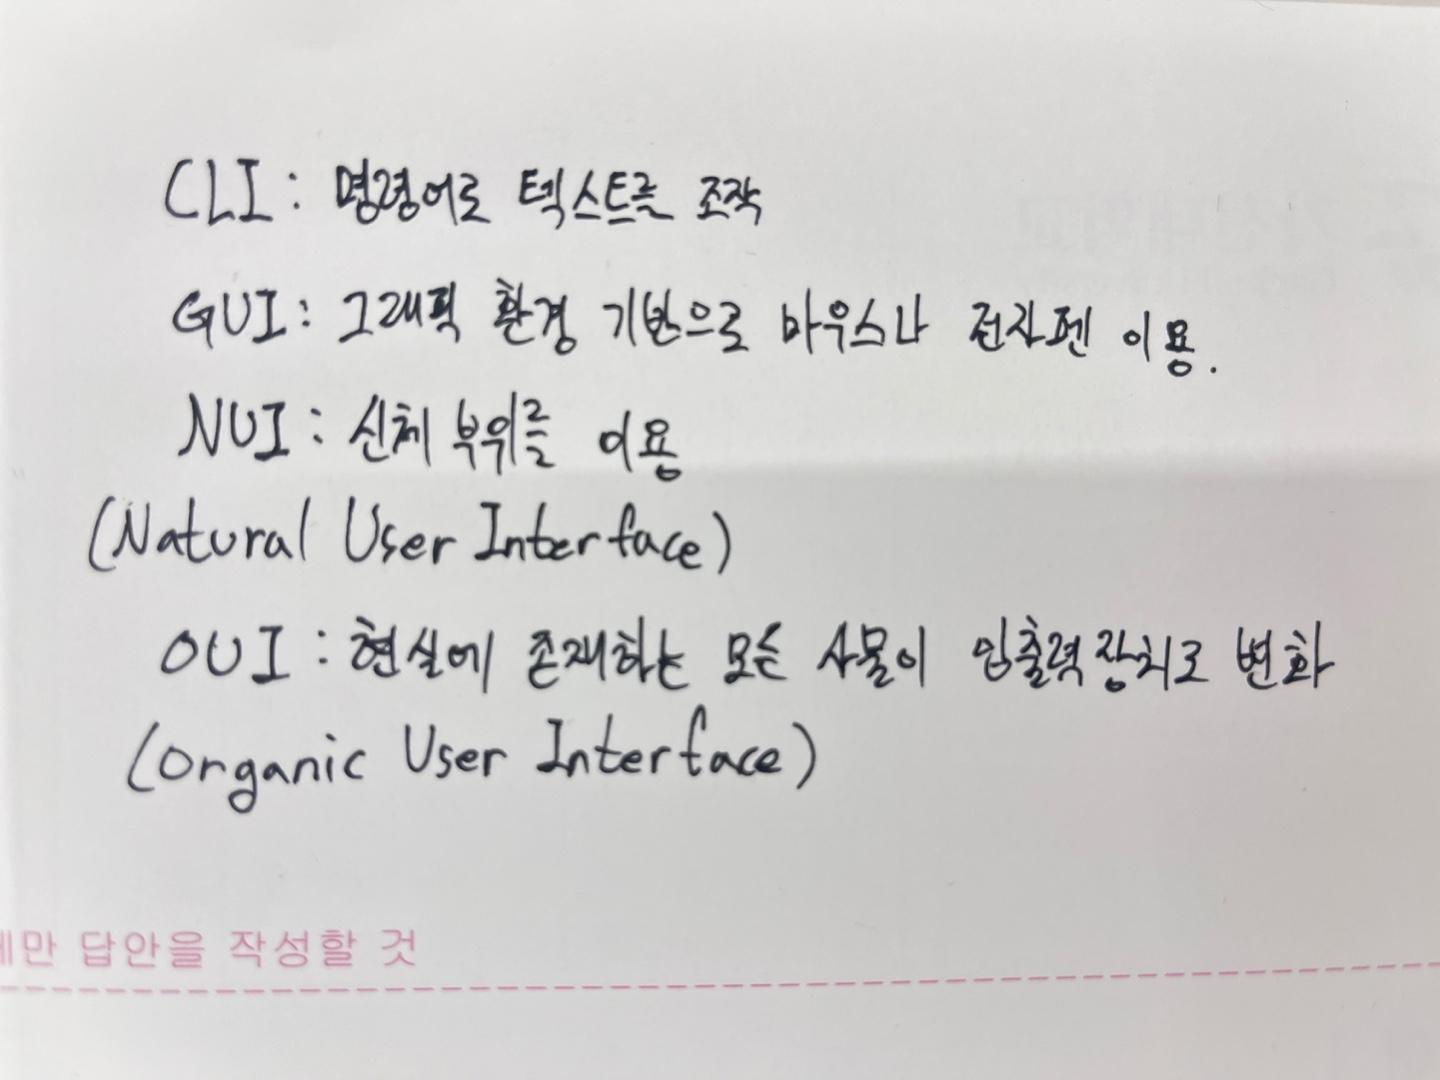 CLI : 명령어로 텍스트를 조작
GUI : 그래픽 환경 기반으로 마우스나 전자펜 이용.
NUI : 신체 부위를 이용
(Natural User Interface)
OUI : 현실에 존재하는 모든 사물이 입출력장치로 변화
(Organic User Interface)
에만 답안을 작성할 것